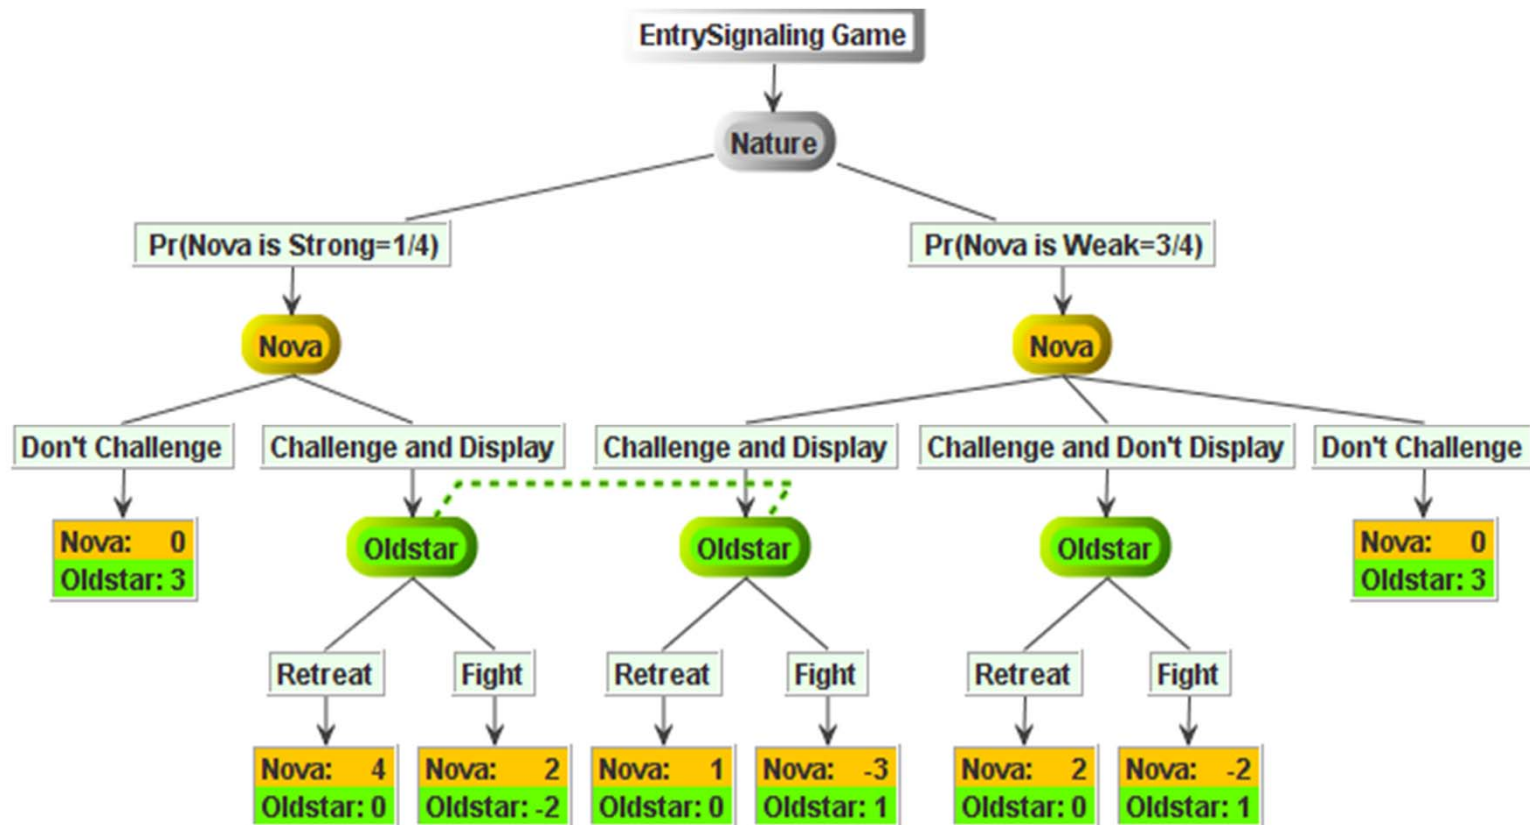 EntrySignaling Game
Nature
Pr(Nova is Strong=1/4)
Pr(Nova is Weak=3/4)
Nova
Nova
Don't Challenge
Challenge and Display
Challenge and Display
Challenge and Don't Display
Don't Challenge
Nova: 0
Oldstar: 3
Oldstar
Oldstar
Oldstar
Nova: 0
Oldstar: 3
Retreat
Fight
Retreat
Fight
Retreat
Fight
Nova: 4
Oldstar: 0
Nova: 2
Oldstar: -2
Nova: 1
Oldstar: 0
Nova: -3
Oldstar: 1
Nova: 2
Oldstar: 0
Nova: -2
Oldstar: 1